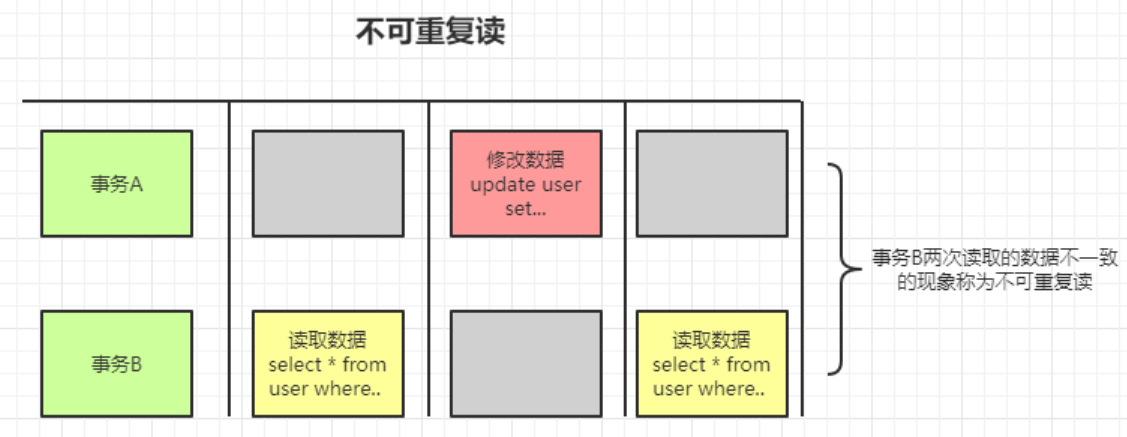 不可重复读
事务A
修改数据
update user
set...
事务B
读取数据
select * from
user where..
读取数据
select * from
user where..
事务B两次读取的数据不一致
的现象称为不可重复读